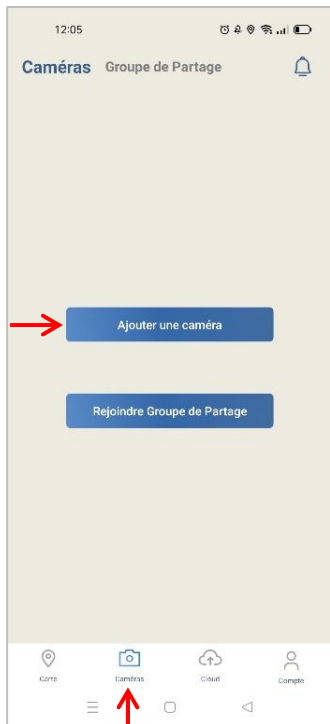 12:05
Caméras Groupe de Partage
Ajouter une caméra
Rejoindre Groupe de Partage
Carte Caméras Cloud Compte